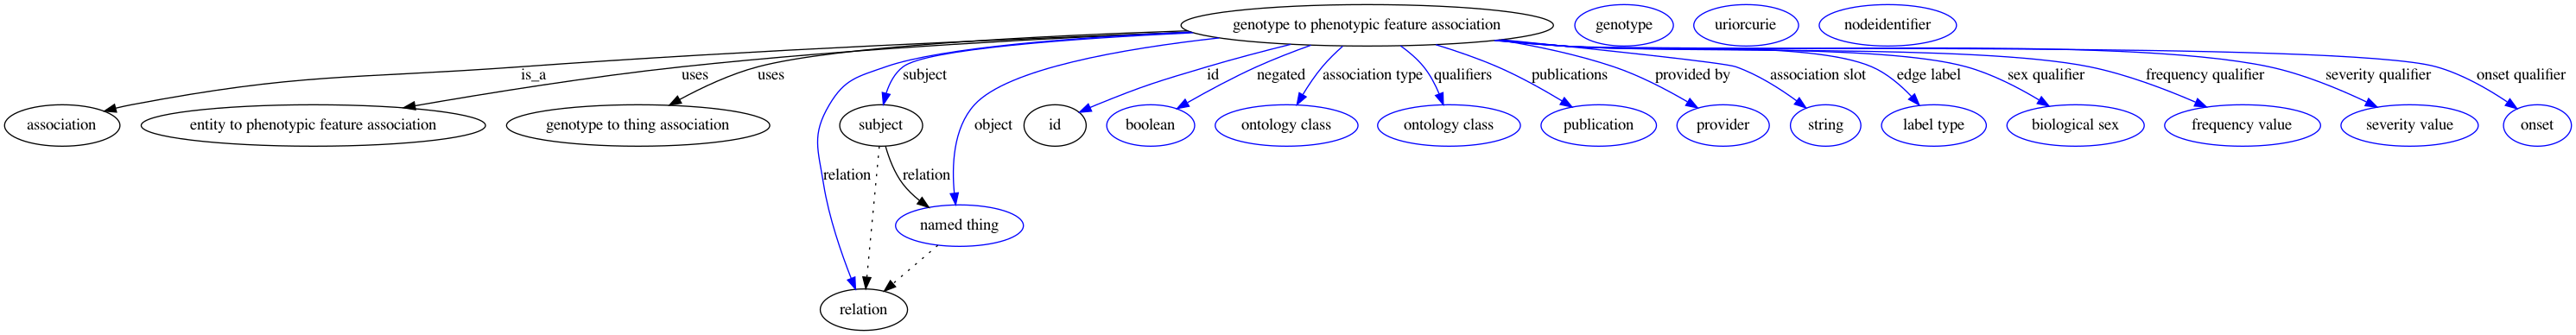 genotype to phenotypic feature association
genotype
uriorcurie
nodeidentifier
is_a
uses
uses
subject
id
negated
association type
qualifiers
publications
provided by
association slot
edge label
sex qualifier
frequency qualifier
severity qualifier
onset qualifier
association
entity to phenotypic feature association
genotype to thing association
subject
object
id
boolean
ontology class
ontology class
publication
provider
string
label type
biological sex
frequency value
severity value
onset
relation
relation
named thing
relation